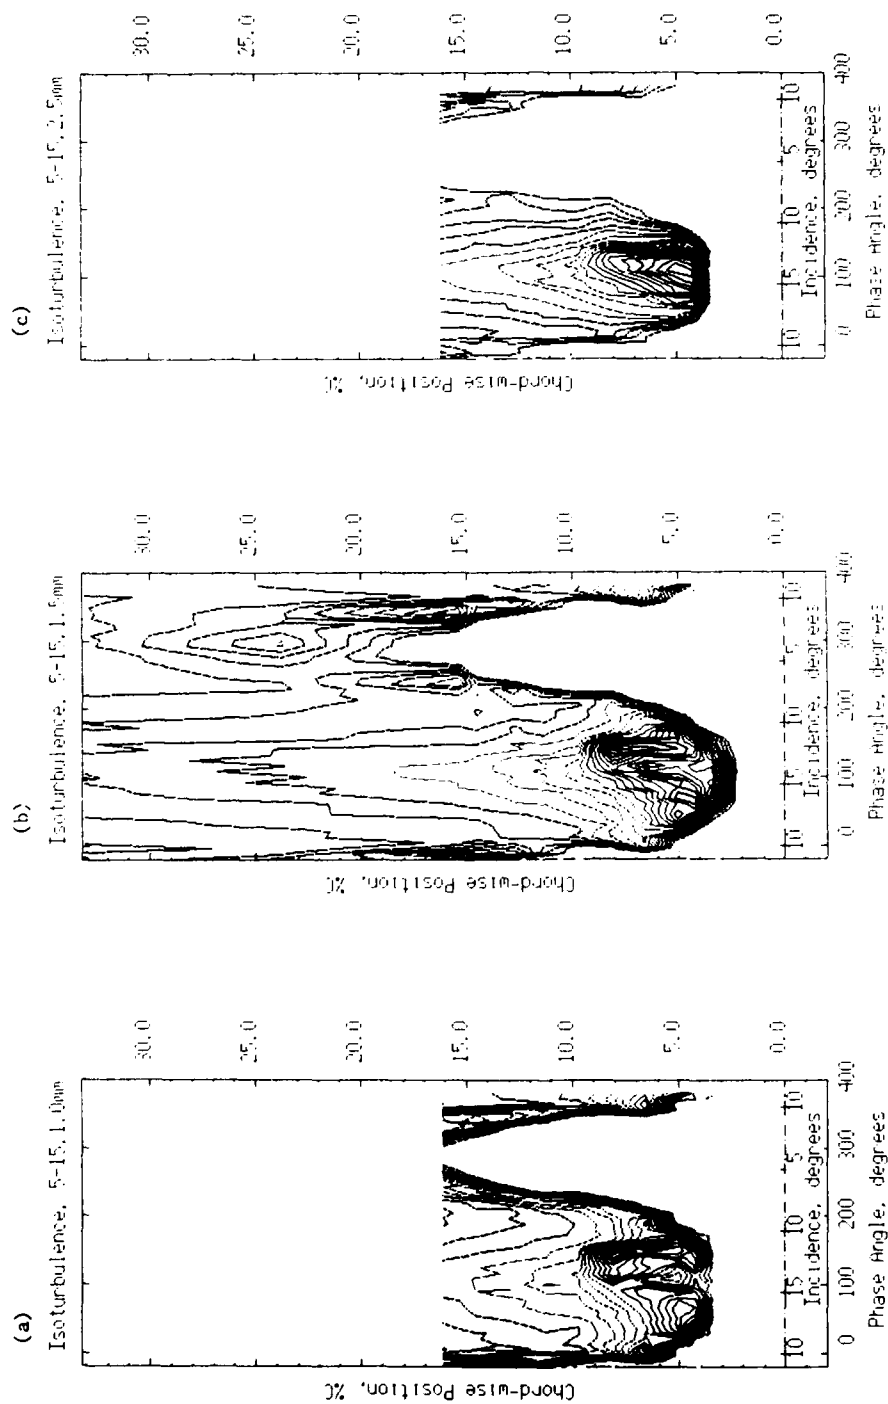 (a)
Isoturbulence, 5-15, 1.0mm
30.0
25.0
20.0
15.0
10.0
5.0
0.0
Chord-wise Position, %C
10 15 10 5 10
Incidence, degrees
0 100 200 300 400
Phase Angle, degrees
(b)
Isoturbulence, 5-15, 1.5mm
30.0
25.0
20.0
15.0
10.0
5.0
0.0
Chord-wise Position, %C
10 15 10 5 10
Incidence, degrees
0 100 200 300 400
Phase Angle, degrees
(c)
Isoturbulence, 5-15, 2.5mm
30.0
25.0
20.0
15.0
10.0
5.0
0.0
Chord-wise Position, %C
10 15 10 5 10
Incidence, degrees
0 100 200 300 400
Phase Angle, degrees